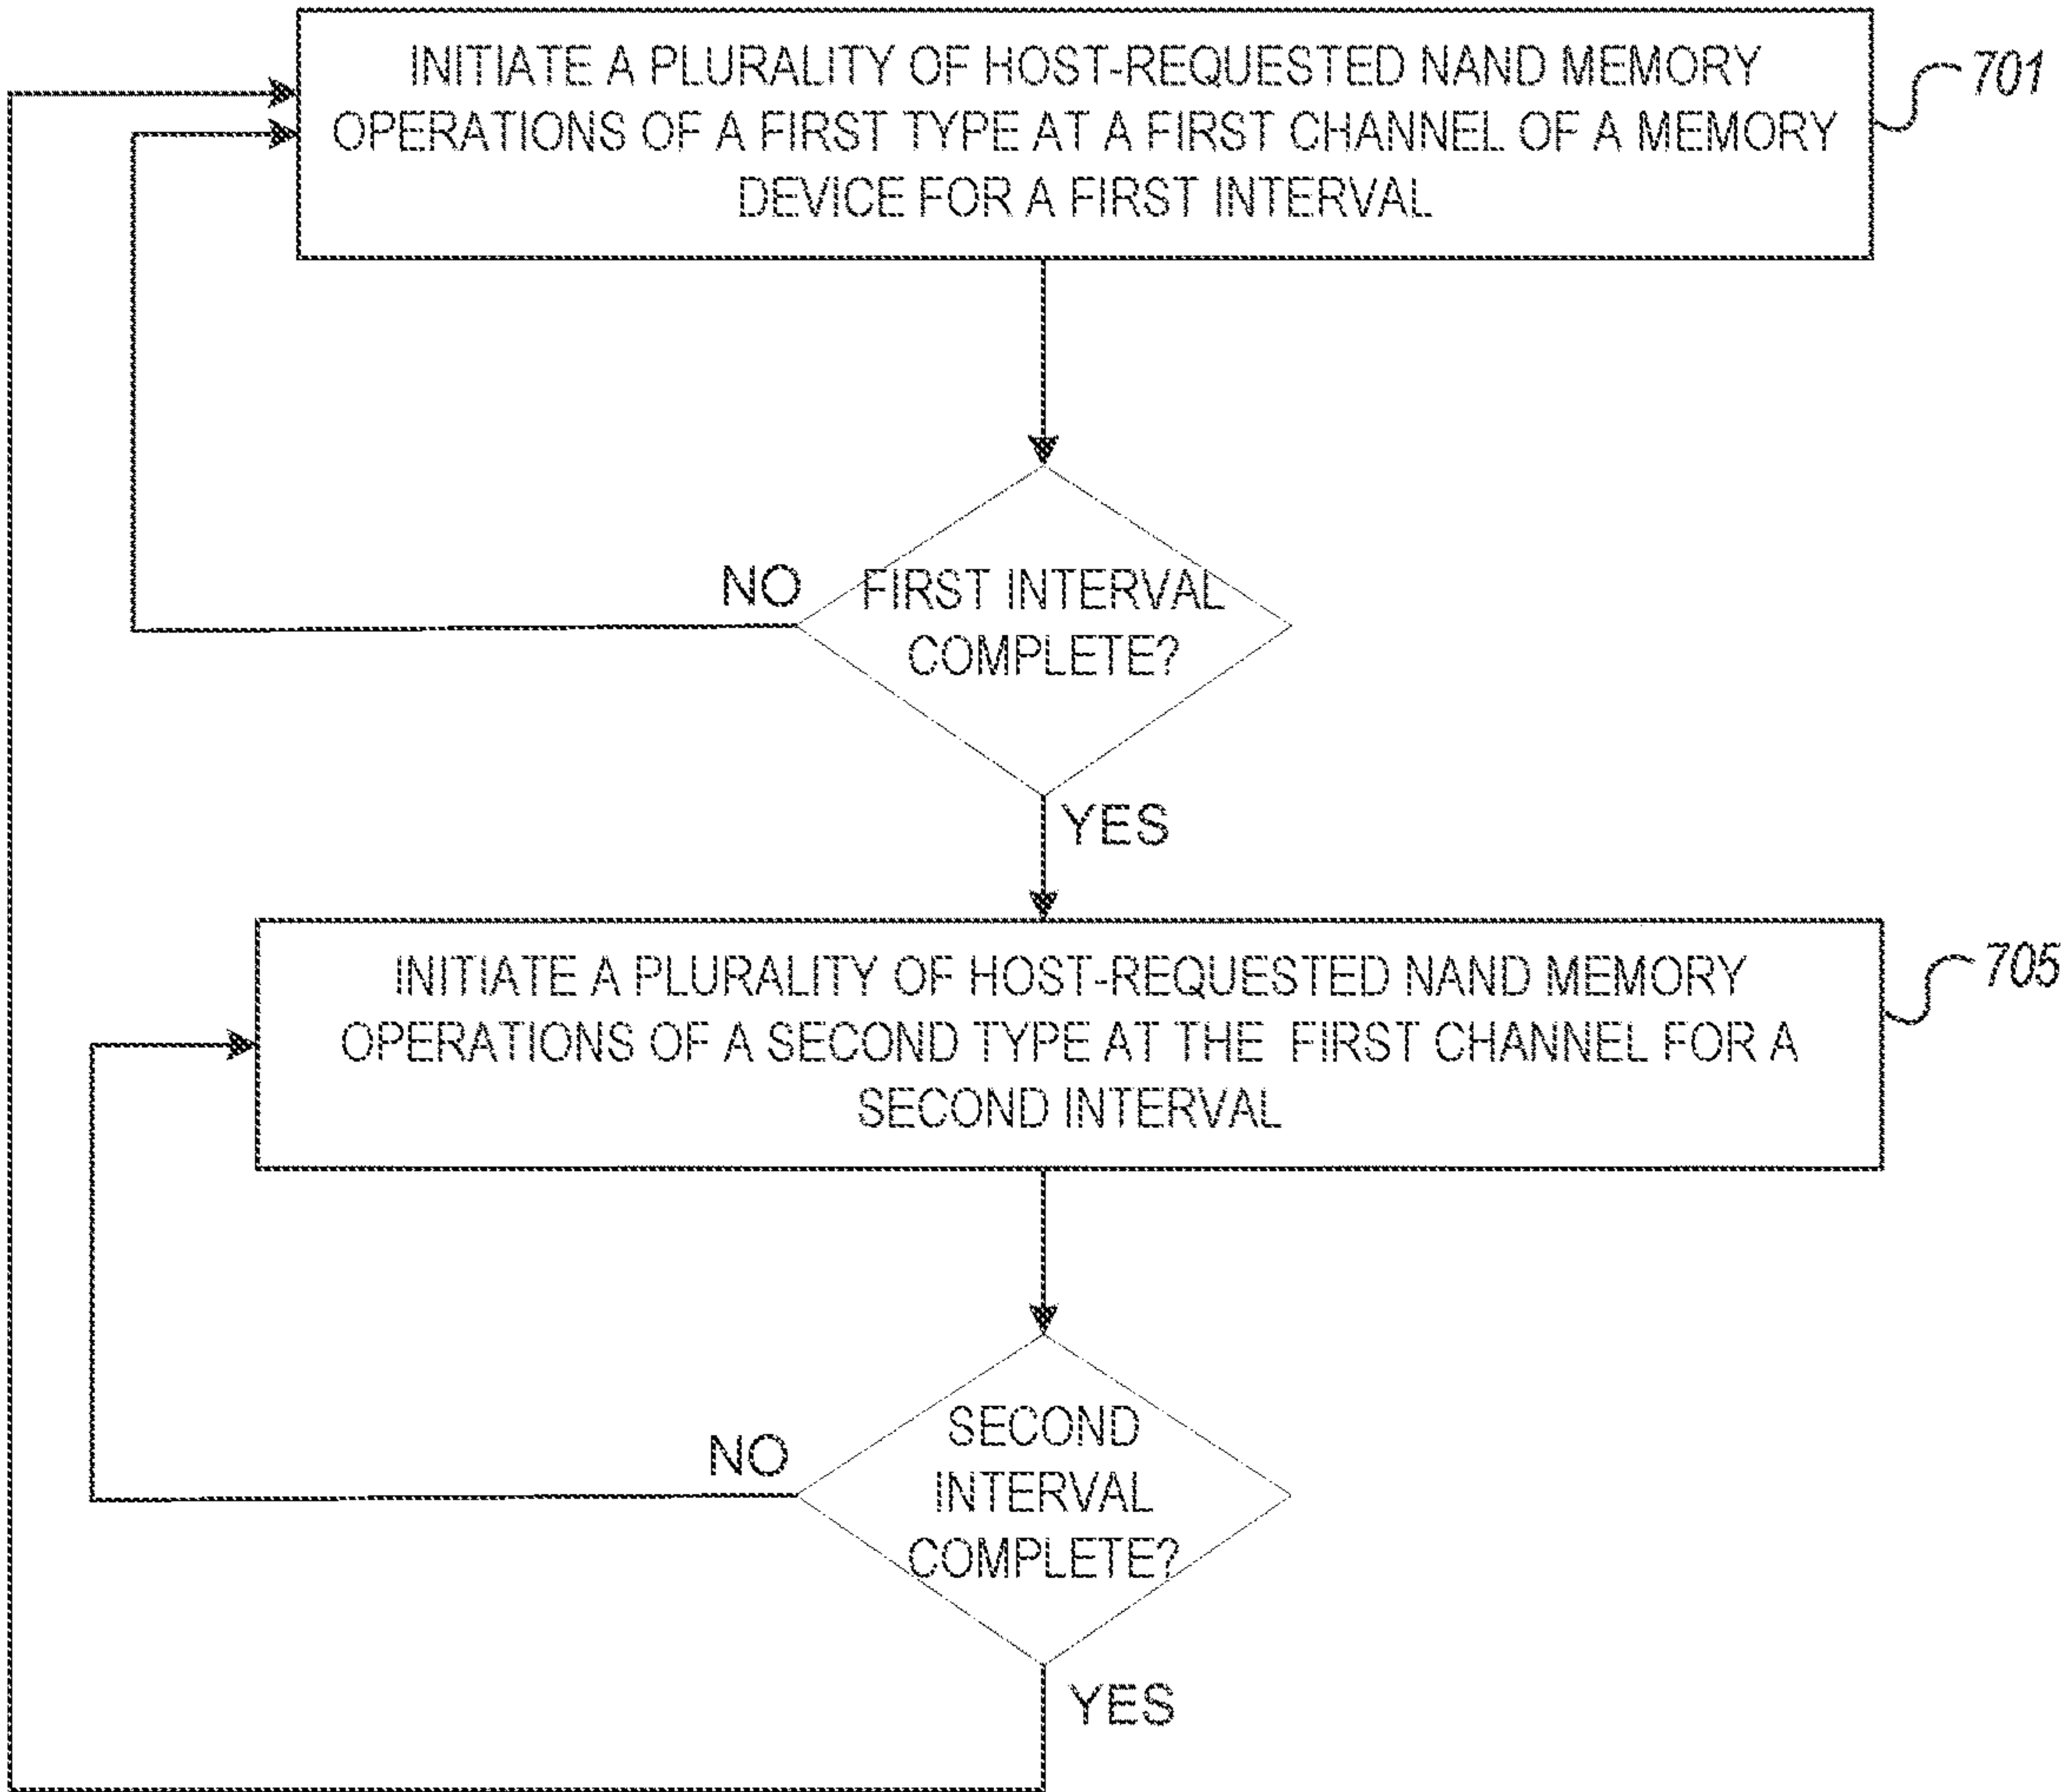 INITIATE A PLURALITY OF HOST-REQUESTED NAND MEMORY
OPERATIONS OF A FIRST TYPE AT A FIRST CHANNEL OF A MEMORY
DEVICE FOR A FIRST INTERVAL
701
NO
FIRST INTERVAL
COMPLETE?
YES
INITIATE A PLURALITY OF HOST-REQUESTED NAND MEMORY
OPERATIONS OF A SECOND TYPE AT THE FIRST CHANNEL FOR A
SECOND INTERVAL
705
NO
SECOND
INTERVAL
COMPLETE?
YES